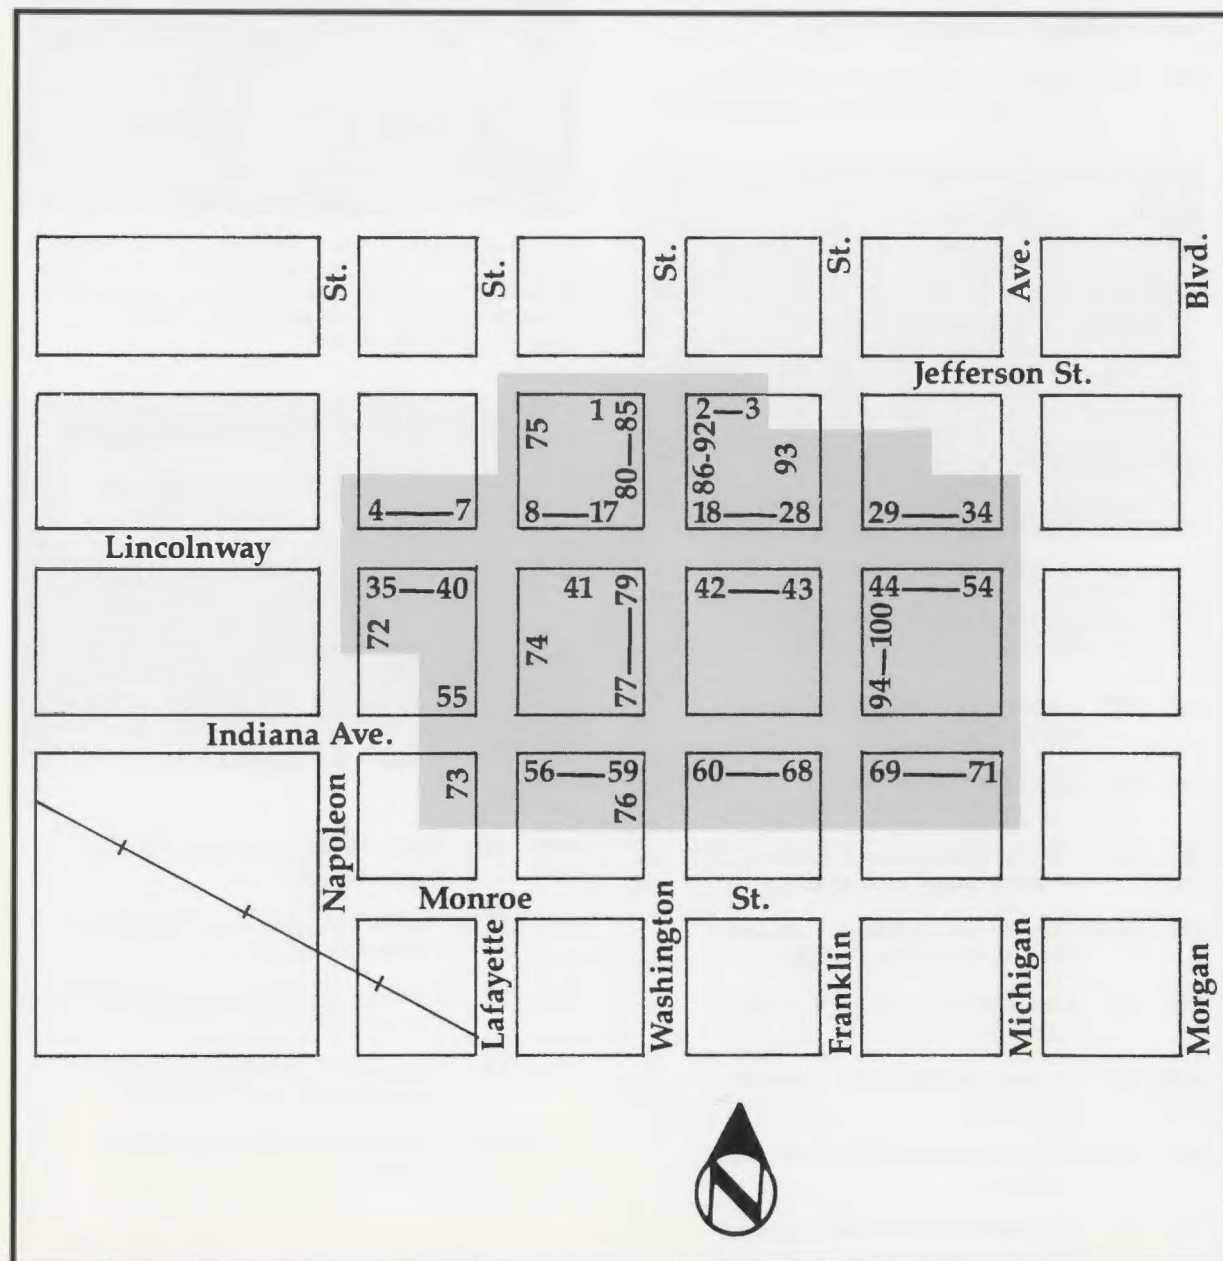 St.
St.
St.
St.
Ave.
Blvd.
Jefferson St.
75
1
80—85
2—3
86-92
93
4—7
8—17
18—28
29—34
Lincolnway
35—40
41
77—79
42—43
44—54
72
74
94—100
55
Indiana Ave.
73
56—59
76
60—68
69—71
Napoleon
Monroe St.
Lafayette
Washington
Franklin
Michigan
Morgan
N